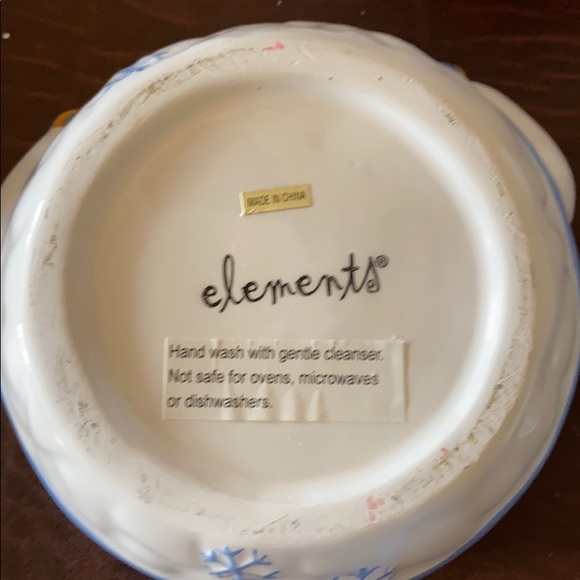 MADE IN CHINA
elements®
Hand wash with gentle cleanser.
Not safe for ovens, microwaves
or dishwashers.